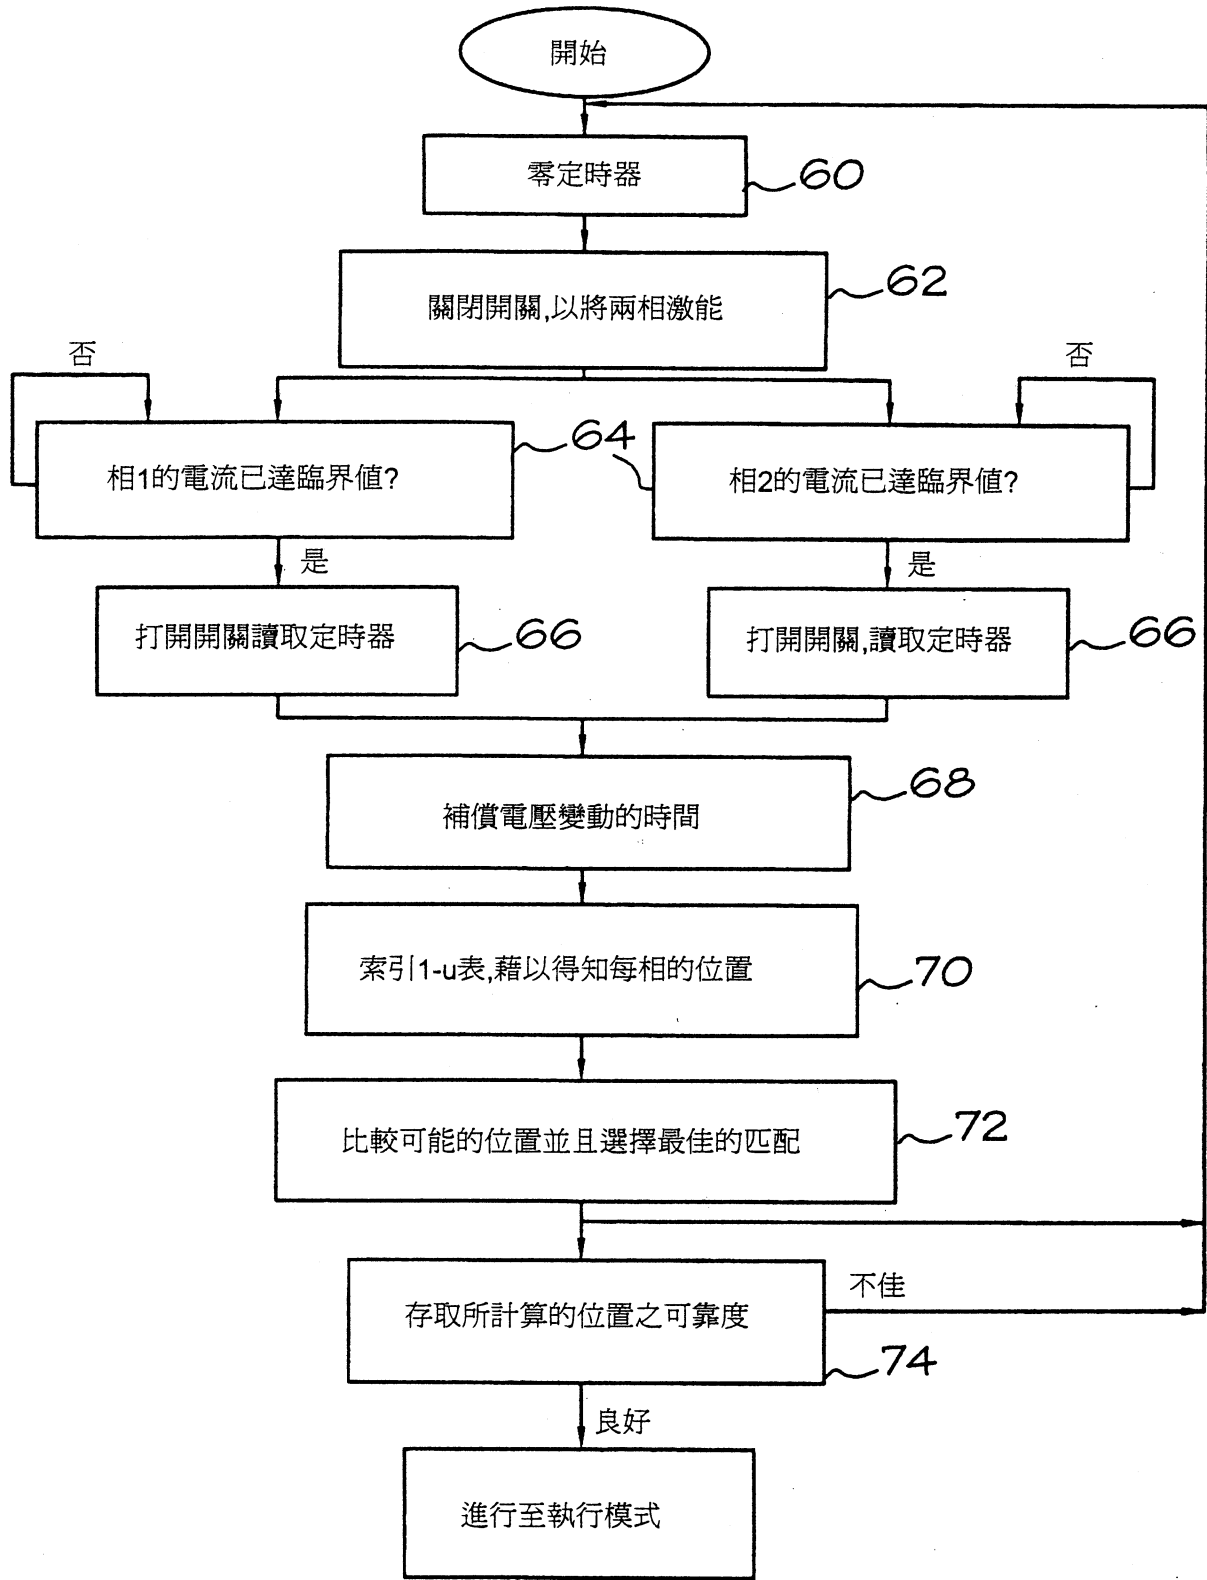 開始
零定時器
60
關閉開關,以將兩相激能
62
否
否
相1的電流已達臨界值?
64
相2的電流已達臨界值?
是
是
打開開關讀取定時器
66
打開開關,讀取定時器
66
補償電壓變動的時間
68
索引1-u表,藉以得知每相的位置
70
比較可能的位置並且選擇最佳的匹配
72
不佳
存取所計算的位置之可靠度
74
良好
進行至執行模式